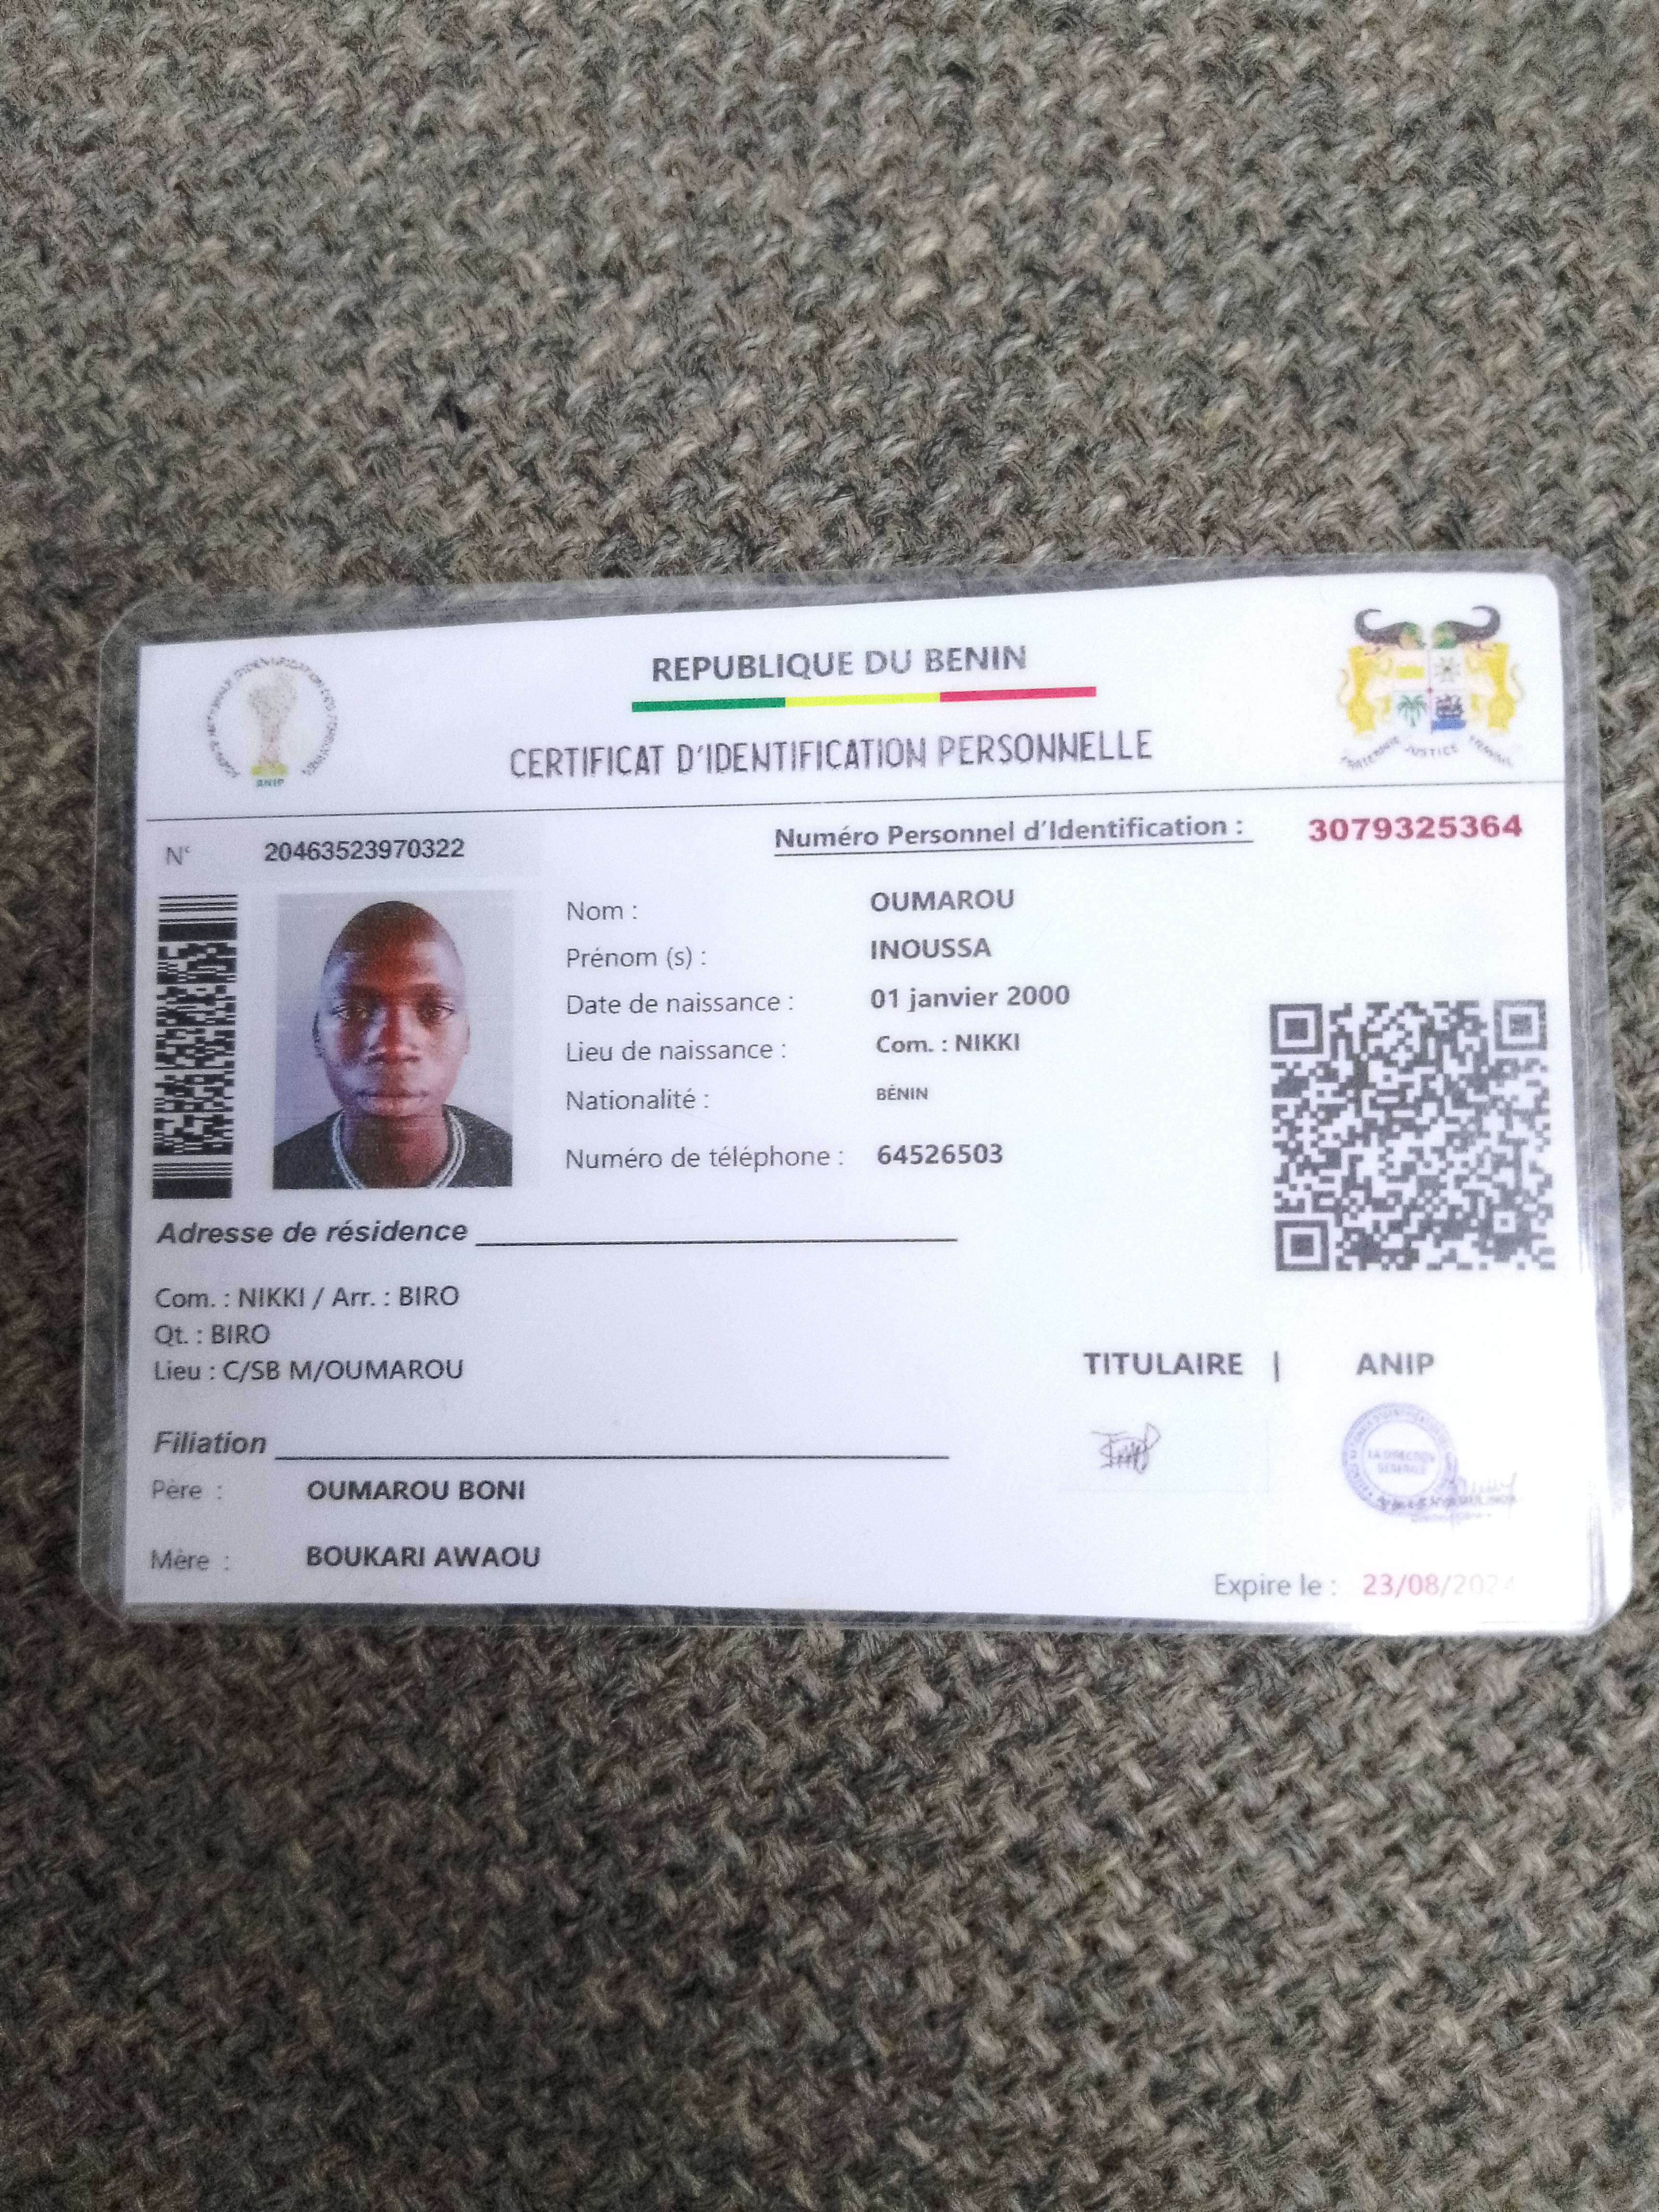 REPUBLIQUE DU BENIN
CERTIFICAT D'IDENTIFICATION PERSONNELLE
ANIP
FRATERNITE JUSTICE TRAVAIL
N° 20463523970322
Numéro Personnel d'Identification : 3079325364
Nom : OUMAROU
Prénom (s) : INOUSSA
Date de naissance : 01 janvier 2000
Lieu de naissance : Com. : NIKKI
Nationalité : BÉNIN
Numéro de téléphone : 64526503
Adresse de résidence
Com. : NIKKI / Arr. : BIRO
Qt. : BIRO
Lieu : C/SB M/OUMAROU
TITULAIRE | ANIP
LA DIRECTION GENERALE
Filiation
Père : OUMAROU BONI
Mère : BOUKARI AWAOU
Expire le : 23/08/2024